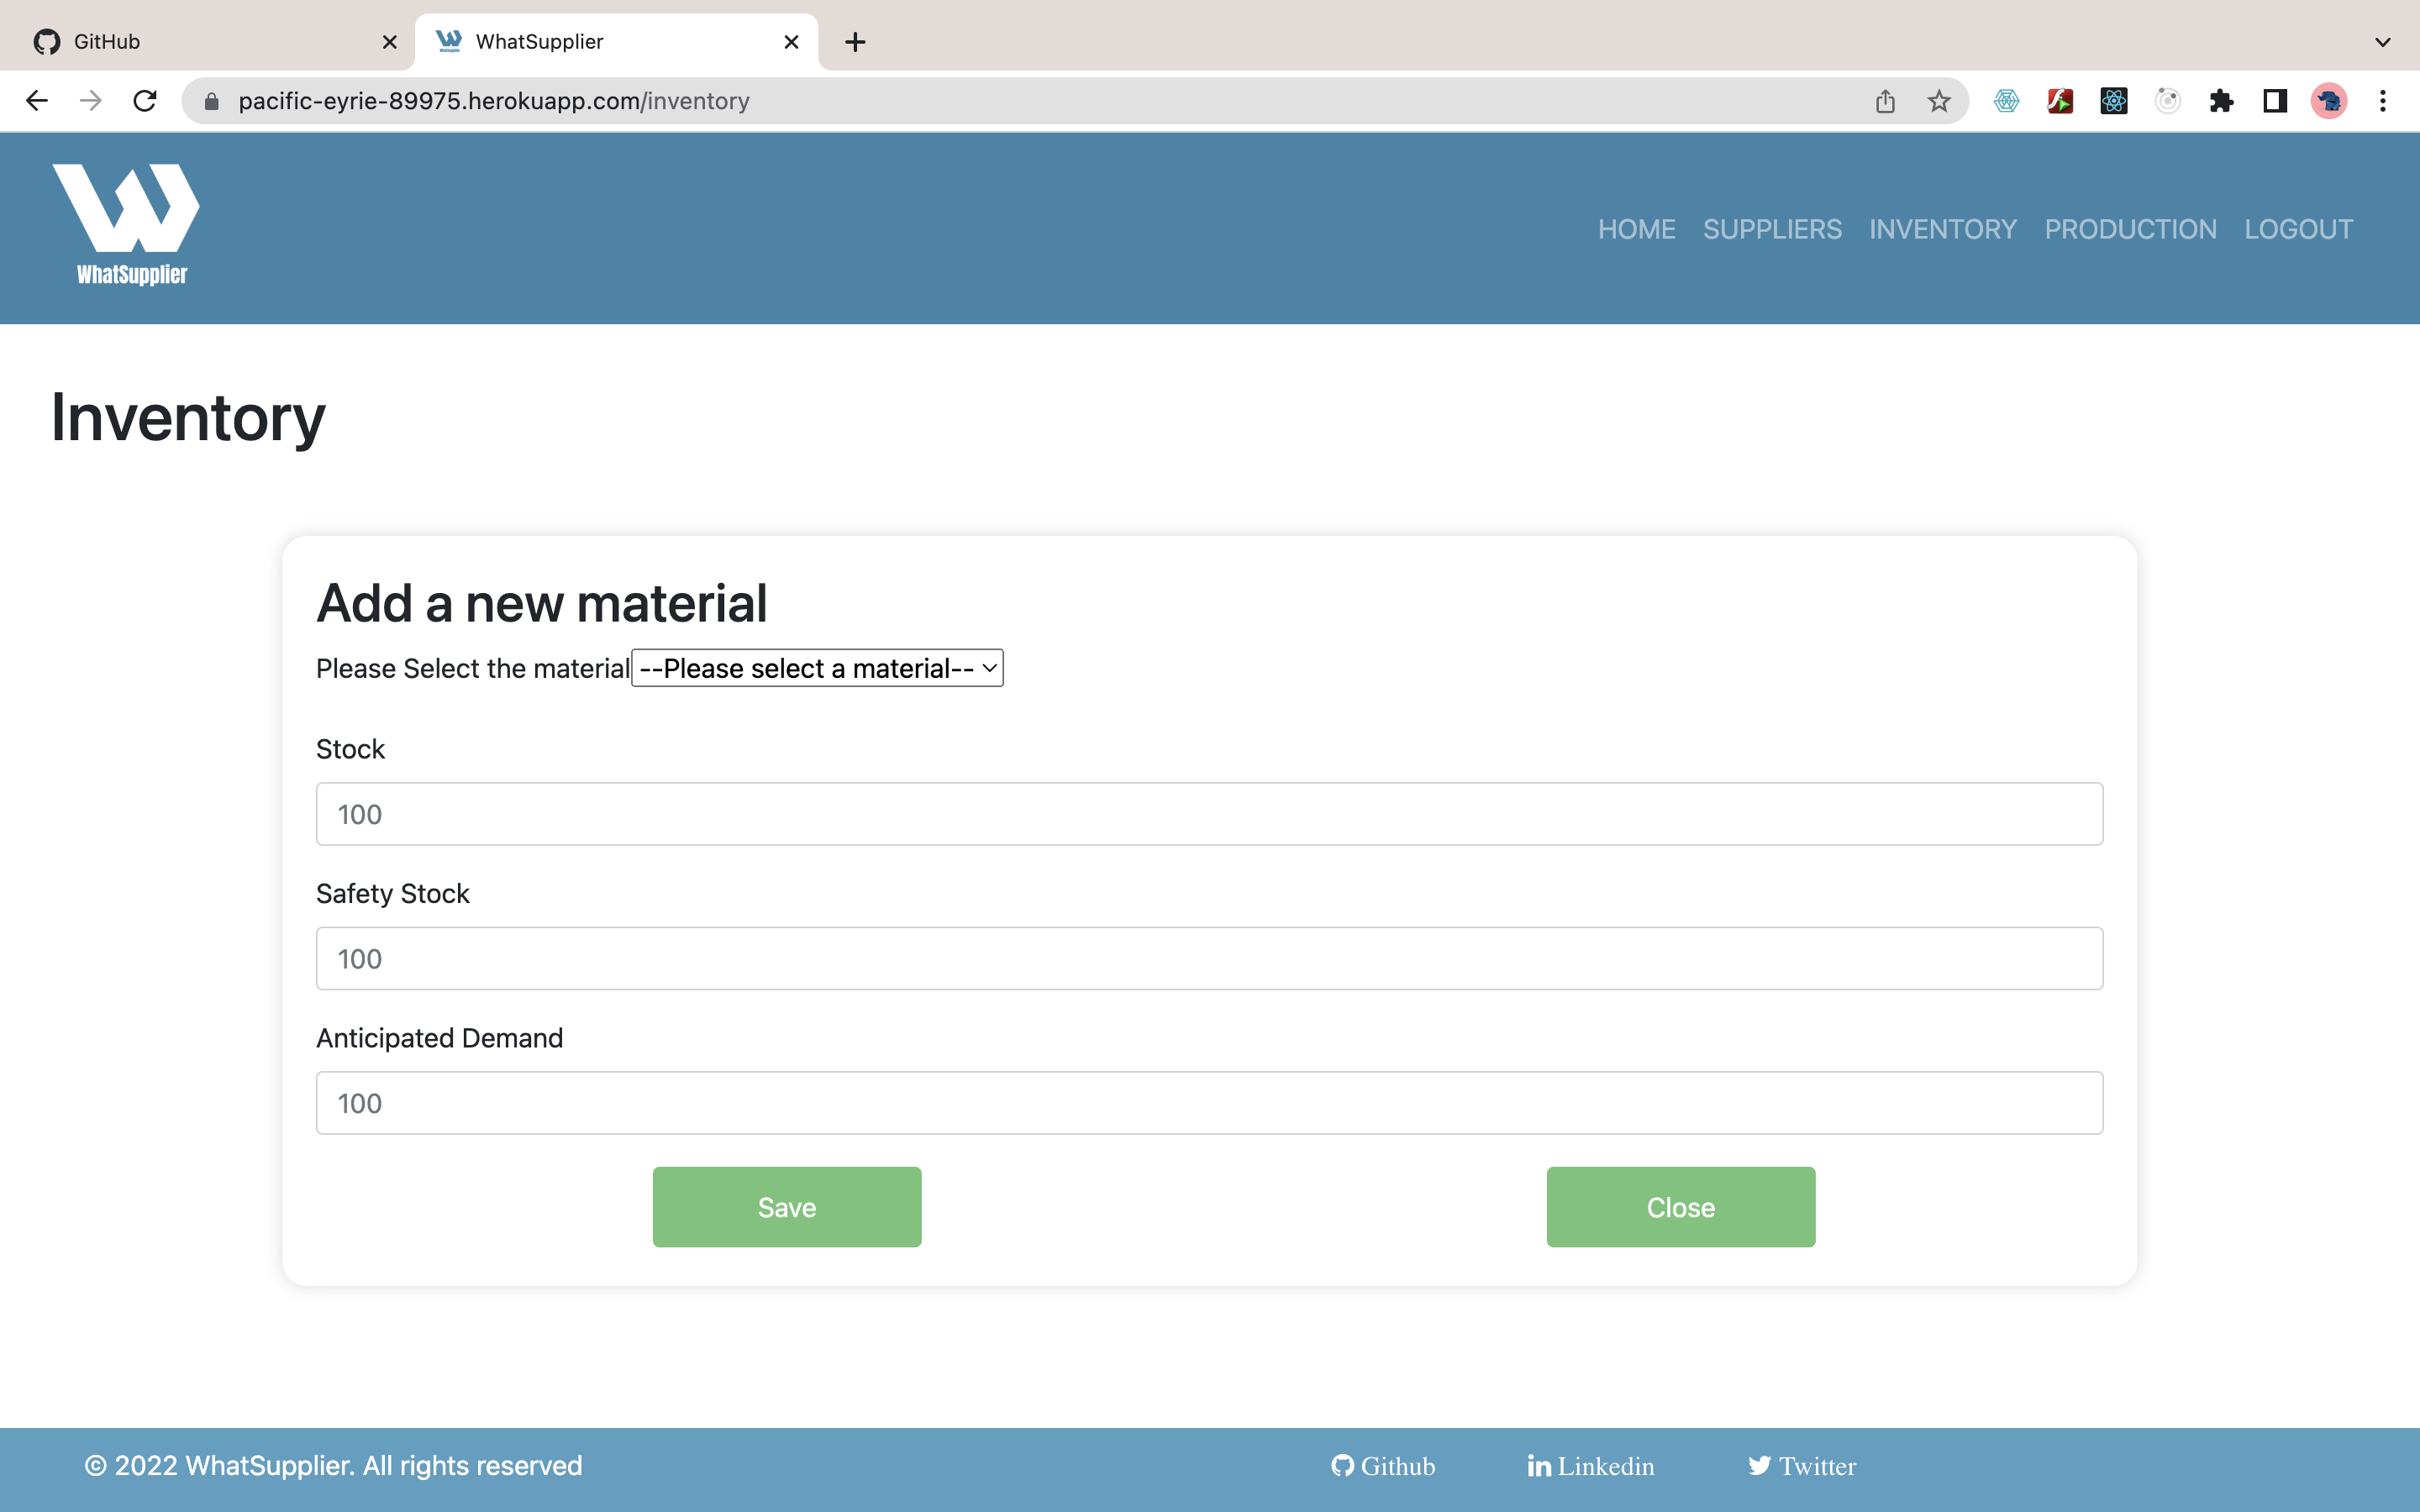 GitHub
WhatSupplier
pacific-eyrie-89975.herokuapp.com/inventory
WhatSupplier
HOME SUPPLIERS INVENTORY PRODUCTION LOGOUT
Inventory
Add a new material
Please Select the material --Please select a material--
Stock
100
Safety Stock
100
Anticipated Demand
100
Save Close
© 2022 WhatSupplier. All rights reserved Github Linkedin Twitter